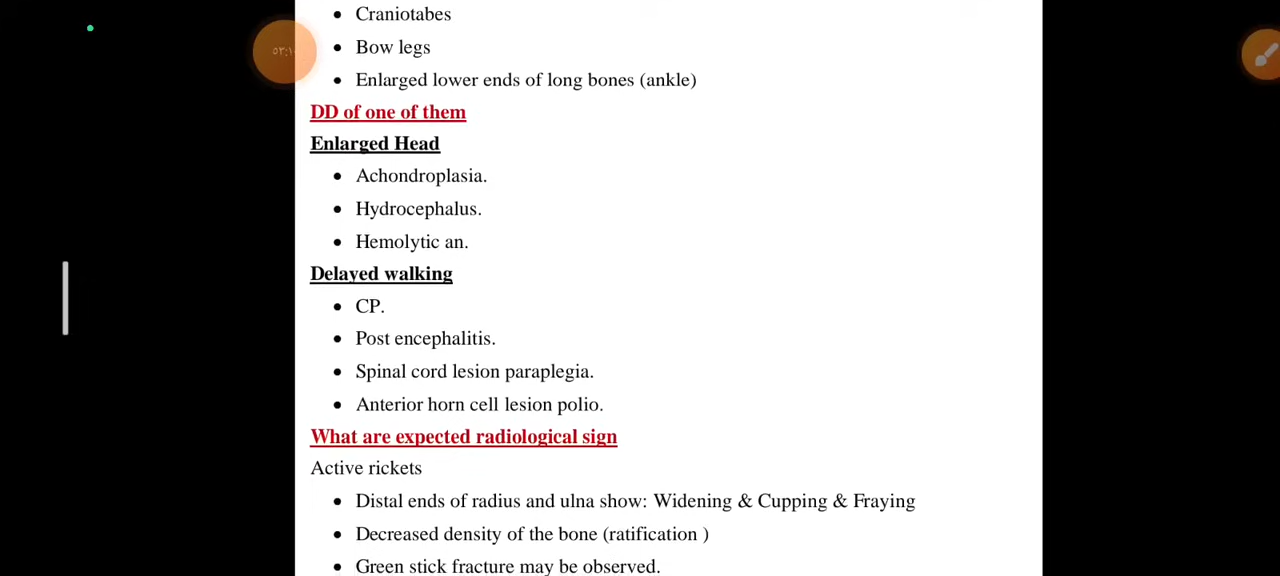 Craniotabes
Bow legs
Enlarged lower ends of long bones (ankle)
DD of one of them
Enlarged Head
Achondroplasia.
Hydrocephalus.
Hemolytic an.
Delayed walking
CP.
Post encephalitis.
Spinal cord lesion paraplegia.
Anterior horn cell lesion polio.
What are expected radiological sign
Active rickets
Distal ends of radius and ulna show: Widening & Cupping & Fraying
Decreased density of the bone (ratification )
Green stick fracture may be observed.